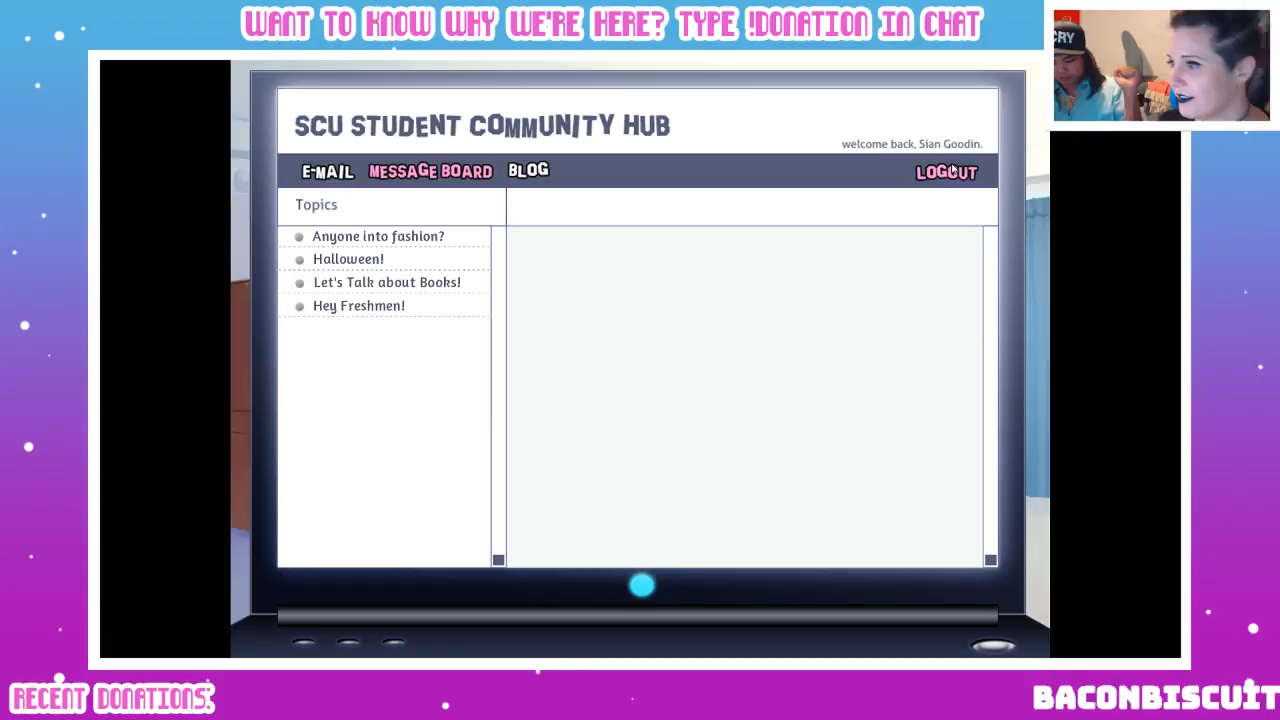 WANT TO KNOW WHY WE'RE HERE? TYPE !DONATION IN CHAT
CRY
SCU STUDENT COMMUNITY HUB
welcome back, Sian Goodin.
E-MAIL MESSAGE BOARD BLOG LOGOUT
Topics
Anyone into fashion?
Halloween!
Let's Talk about Books!
Hey Freshmen!
RECENT DONATIONS:
BACONBISCUIT